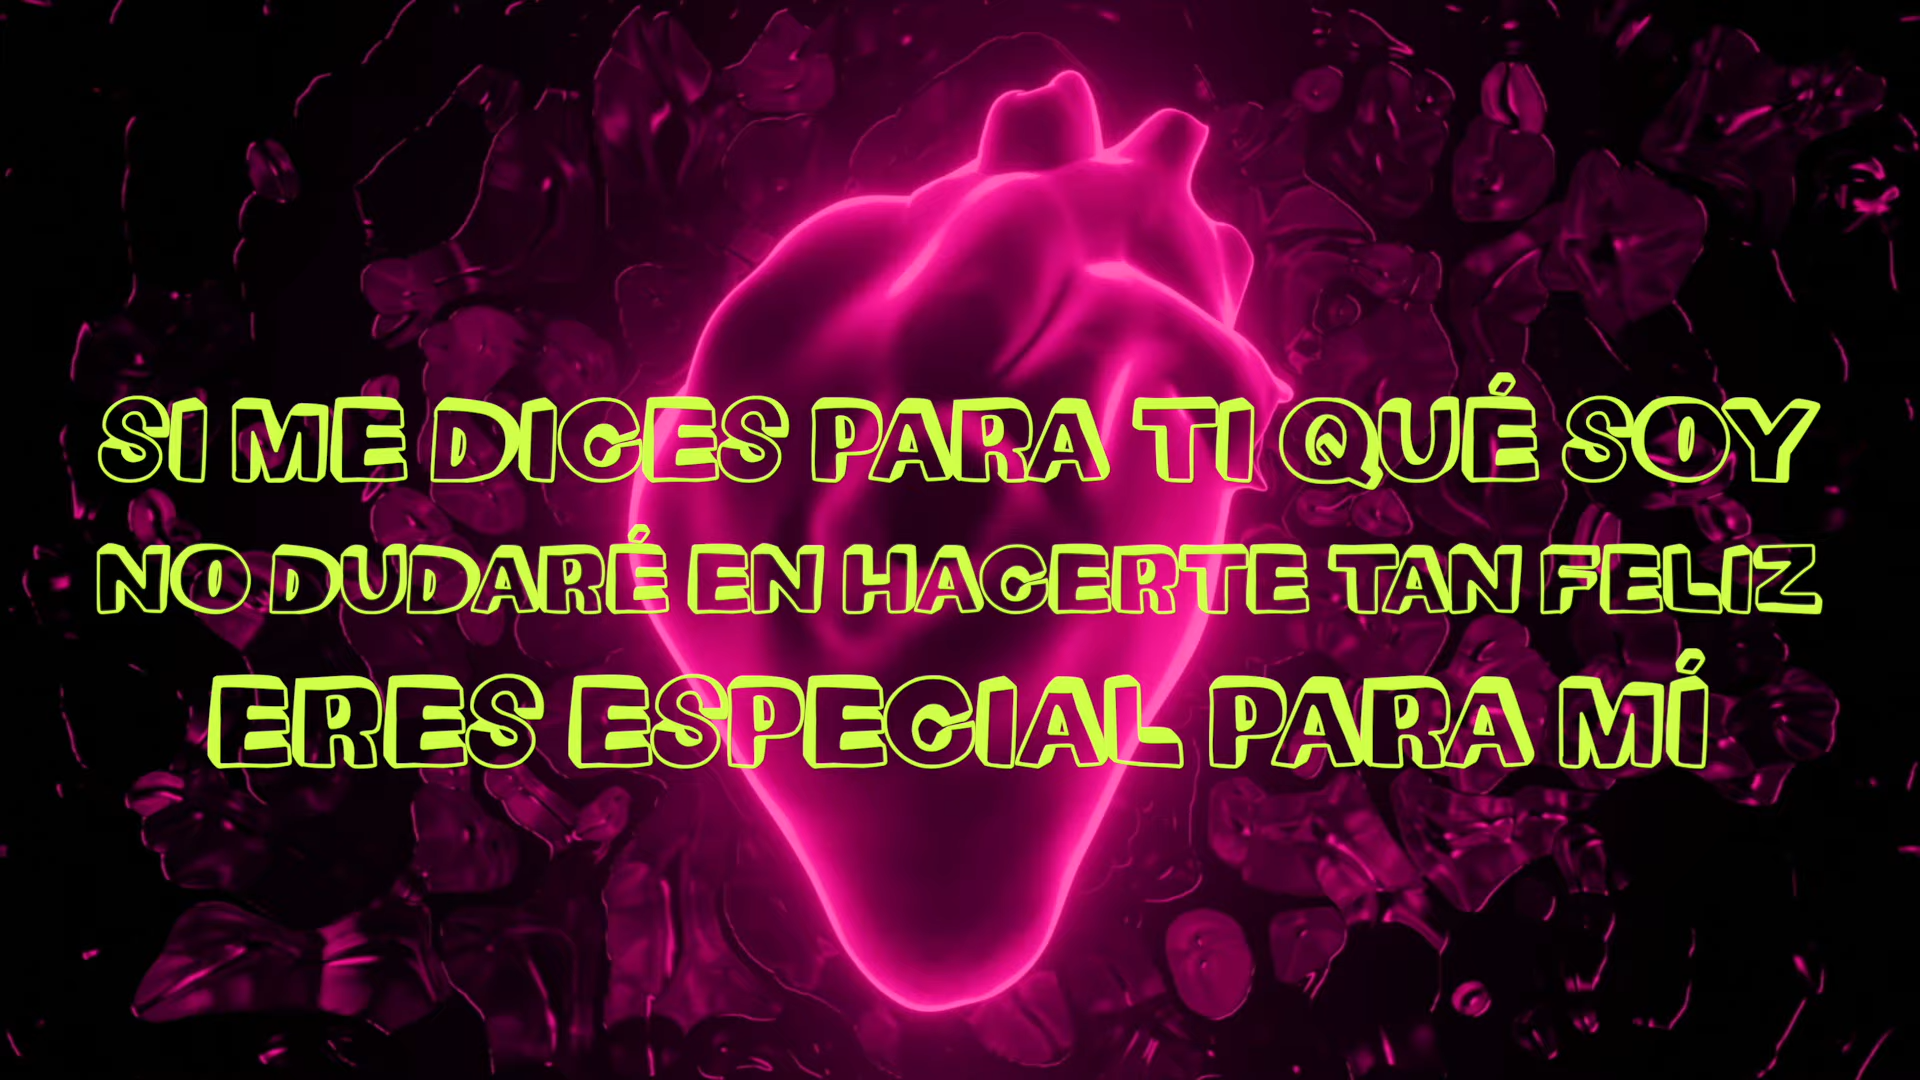 SI ME DICES PARA TI QUÉ SOY
NO DUDARÉ EN HACERTE TAN FELIZ
ERES ESPECIAL PARA MÍ